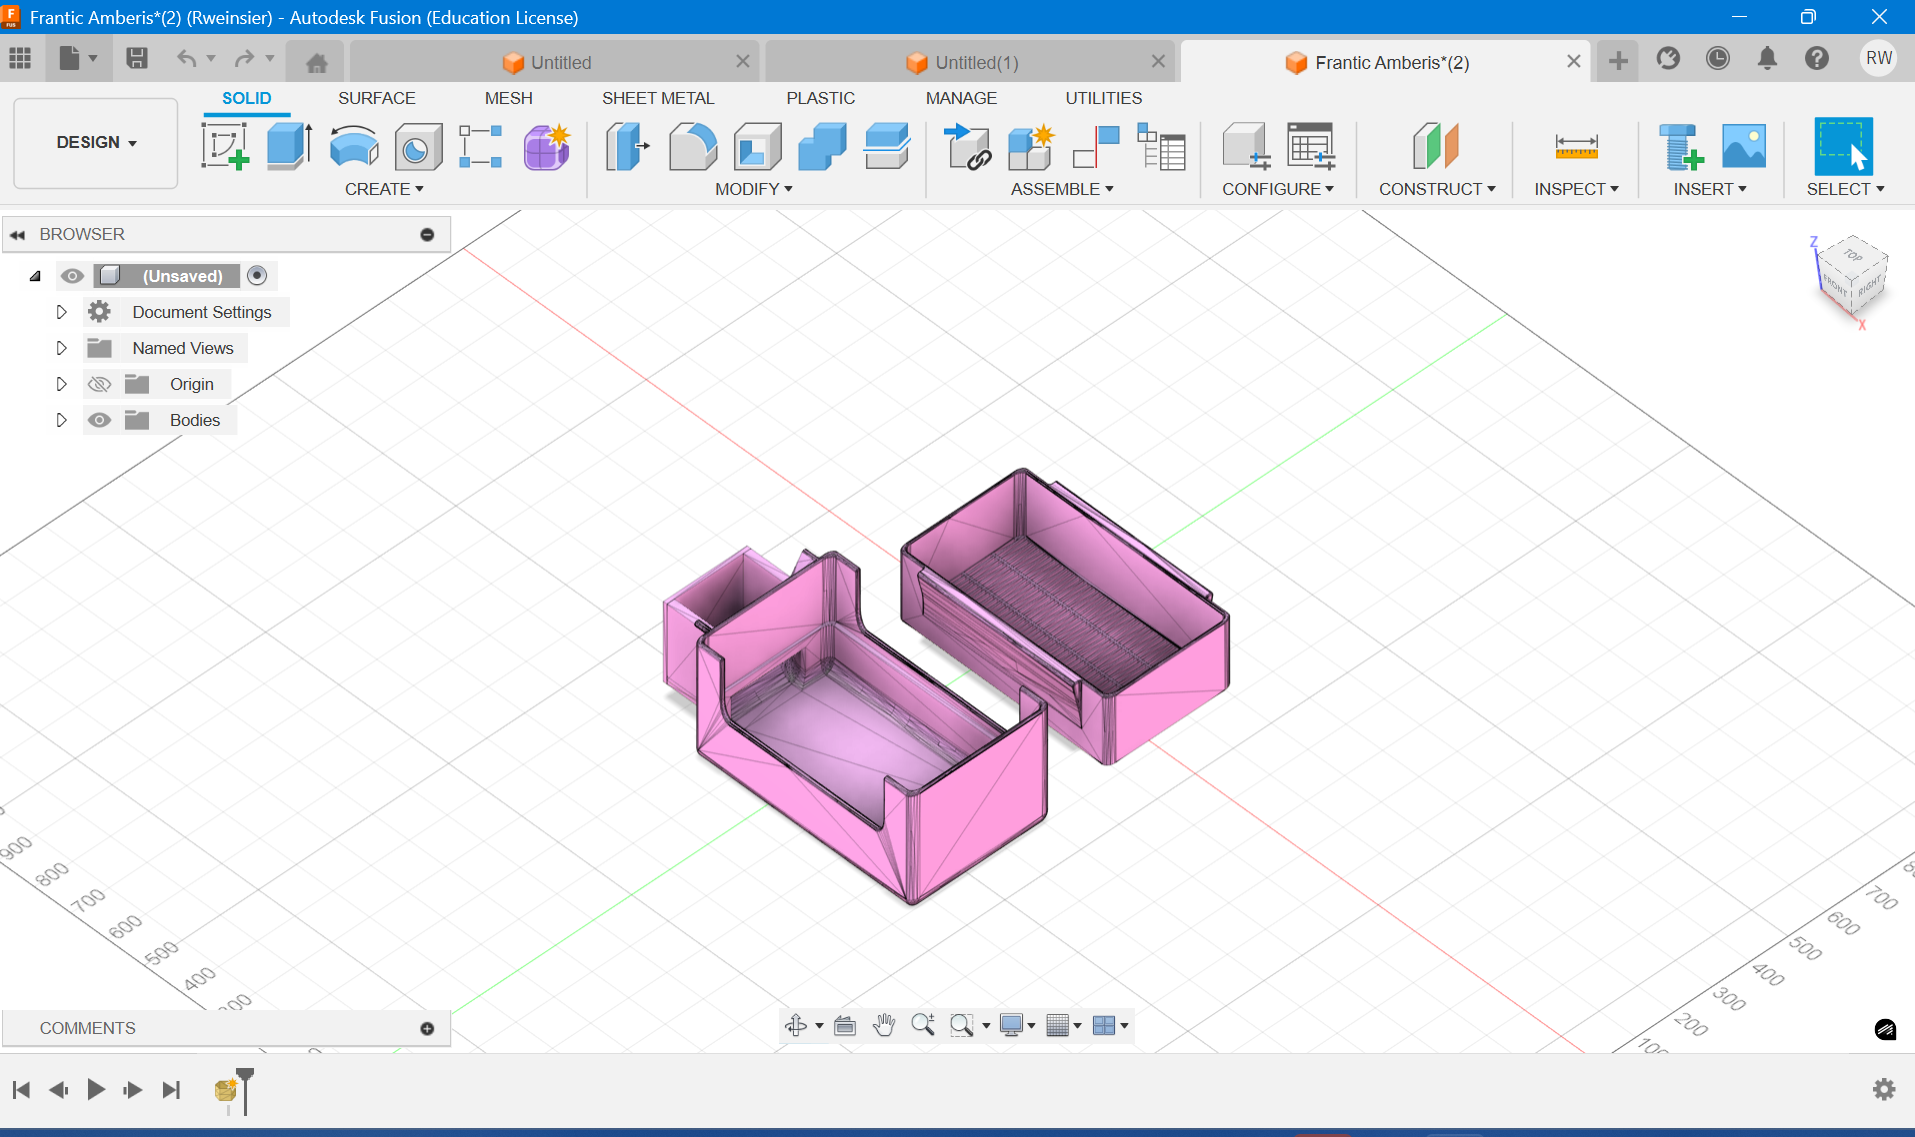 Frantic Amberis*(2) (Rweinsier) - Autodesk Fusion (Education License)
Untitled
Untitled(1)
Frantic Amberis*(2)
RW
SOLID
SURFACE
MESH
SHEET METAL
PLASTIC
MANAGE
UTILITIES
DESIGN
CREATE
MODIFY
ASSEMBLE
CONFIGURE
CONSTRUCT
INSPECT
INSERT
SELECT
BROWSER
(Unsaved)
Document Settings
Named Views
Origin
Bodies
Z
TOP
FRONT
RIGHT
X
900
800
700
600
500
400
700
600
500
400
300
200
COMMENTS